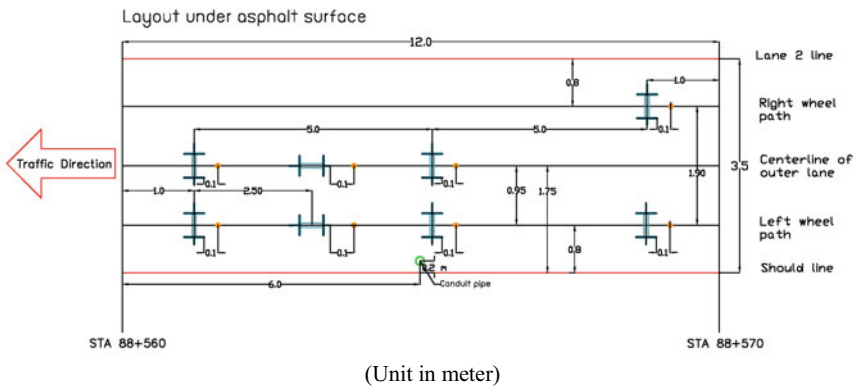 Layout under asphalt surface
12.0
Lane 2 line
0.8
1.0
Right wheel path
0.1
5.0
5.0
Traffic Direction
3.5
Centerline of outer lane
0.1
0.1
0.1
1.90
1.0
2.50
0.95
1.75
Left wheel path
0.1
0.1
0.1
0.1
0.8
0.2 m
Should line
Conduit pipe
6.0
STA 88+560
STA 88+570
(Unit in meter)